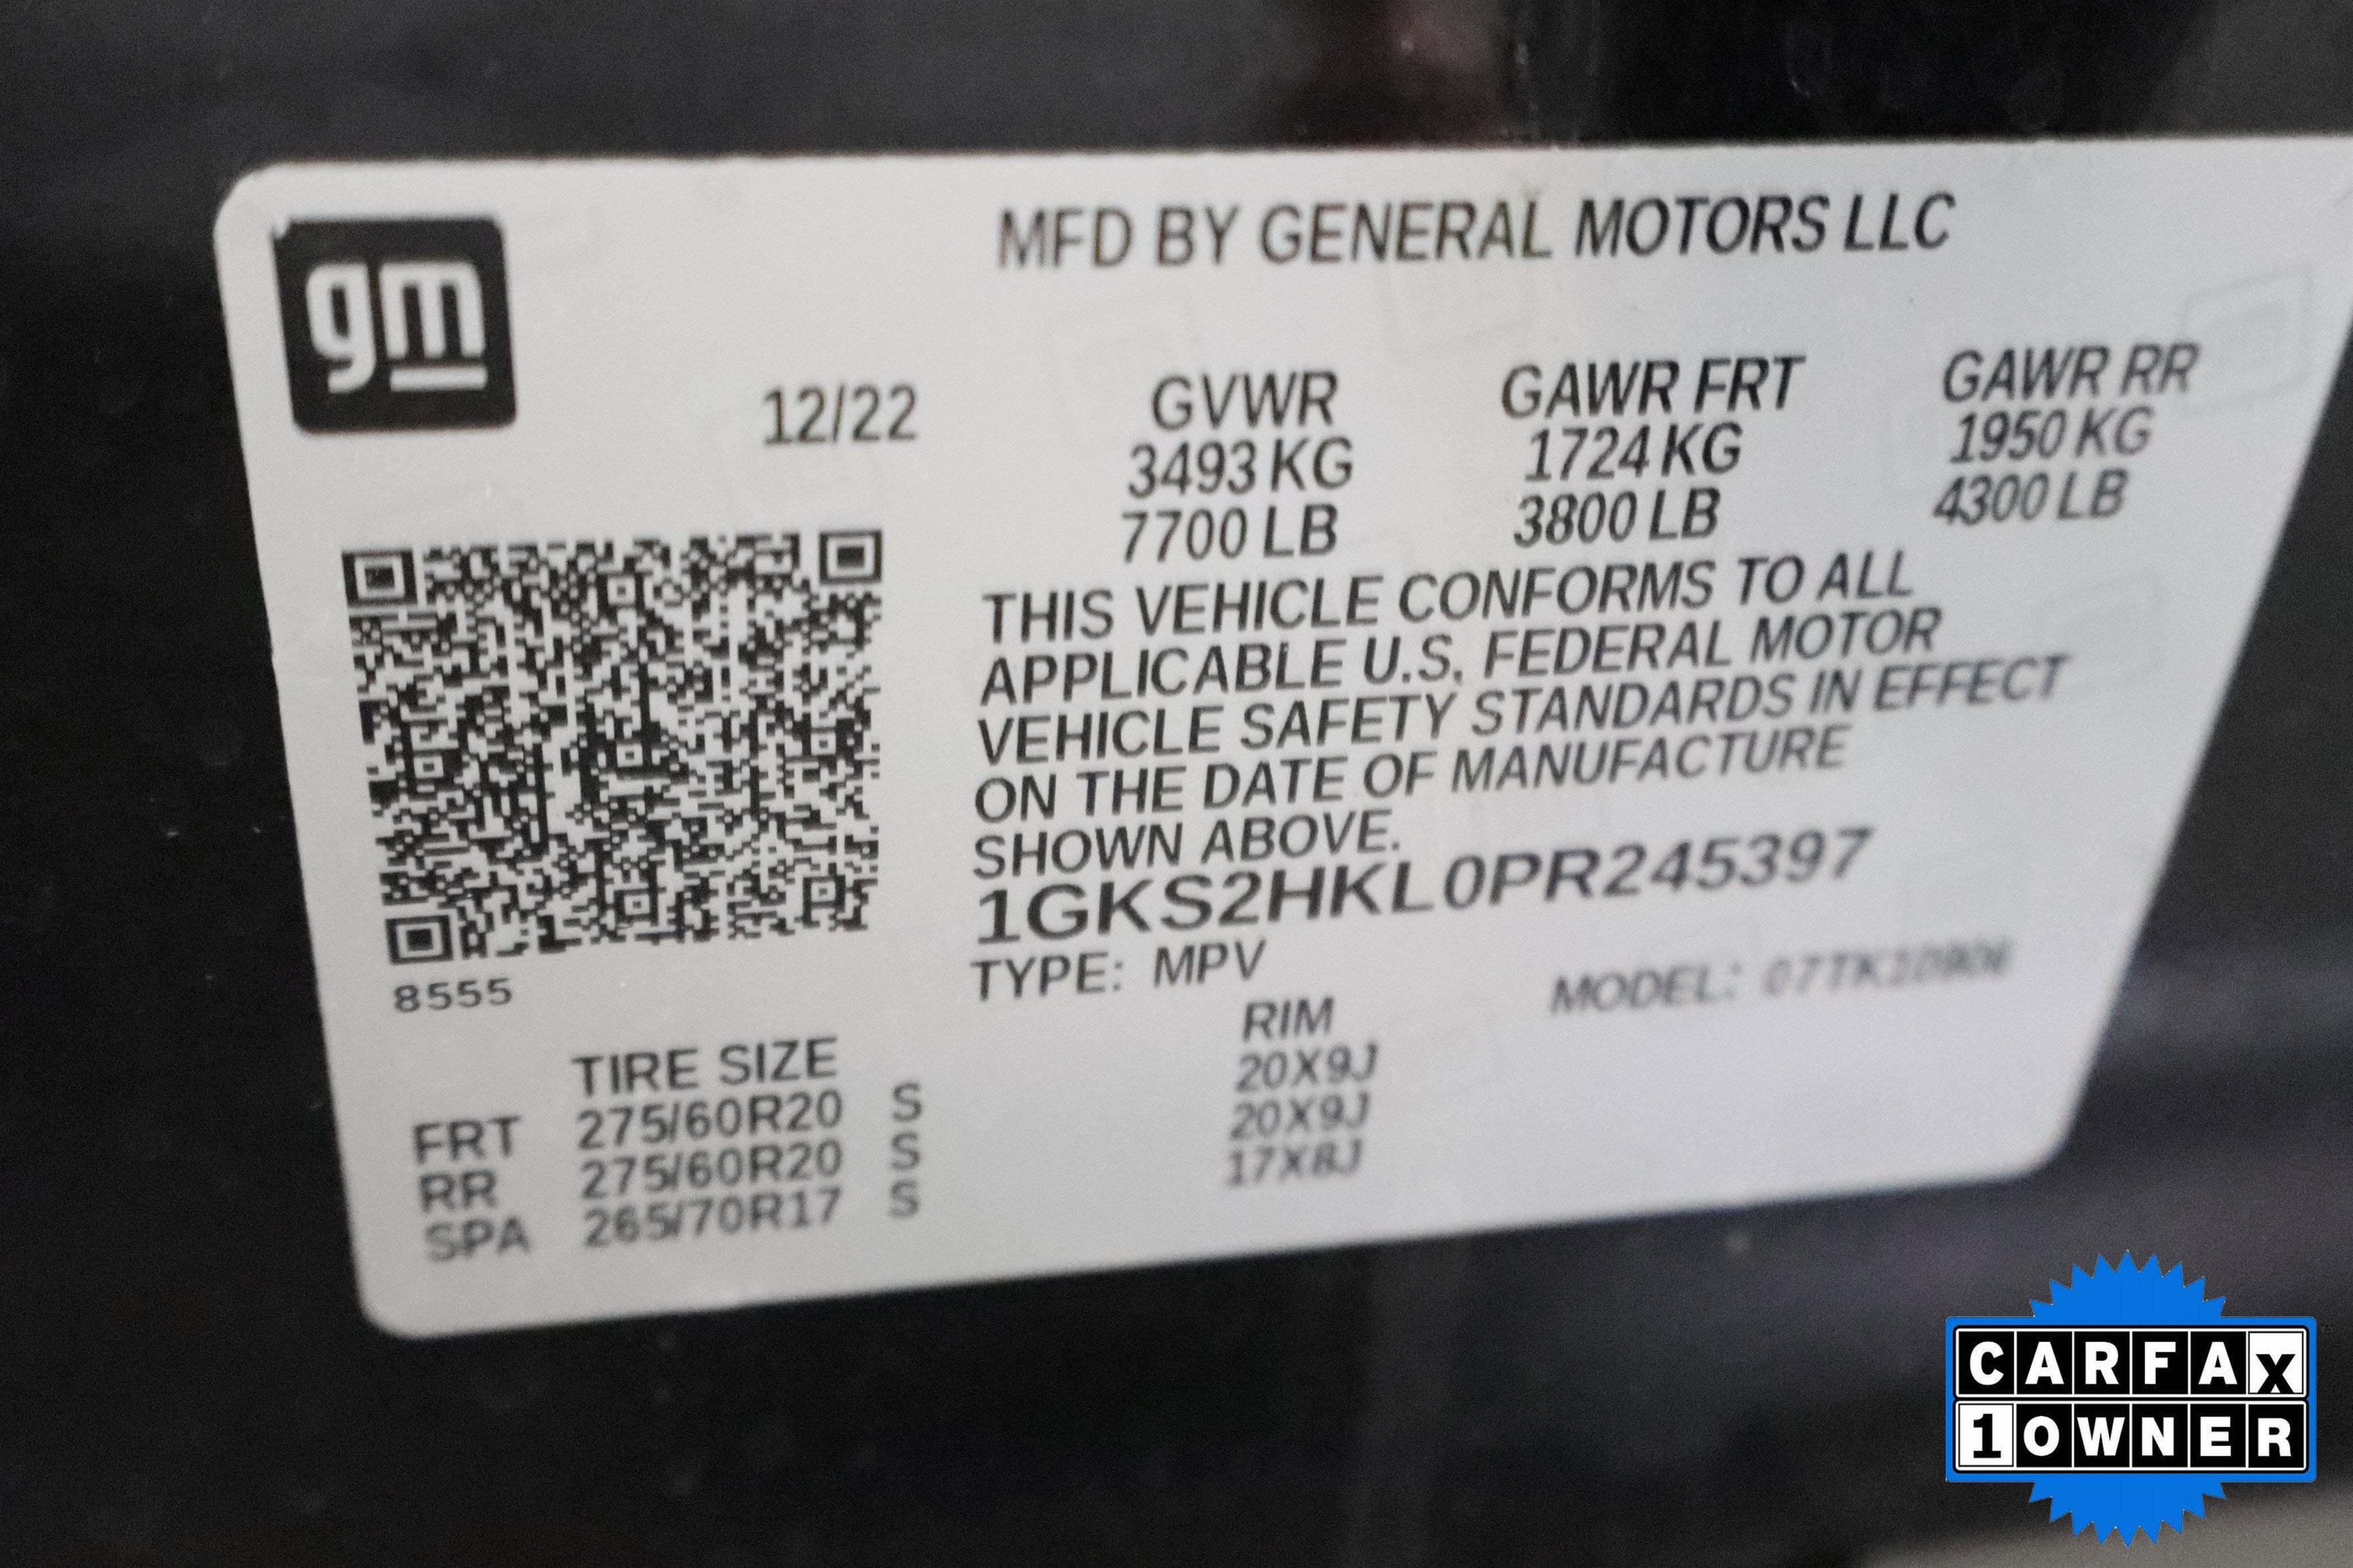 gm
MFD BY GENERAL MOTORS LLC
12/22
GVWR GAWR FRT GAWR RR
3493 KG 1724 KG 1950 KG
7700 LB 3800 LB 4300 LB
THIS VEHICLE CONFORMS TO ALL
APPLICABLE U.S. FEDERAL MOTOR
VEHICLE SAFETY STANDARDS IN EFFECT
ON THE DATE OF MANUFACTURE
SHOWN ABOVE.
1GKS2HKL0PR245397
8555
TYPE: MPV MODEL:
TIRE SIZE RIM
FRT 275/60R20 S 20X9J
RR 275/60R20 S 20X9J
SPA 265/70R17 S 17X8J
CARFAX
1 OWNER